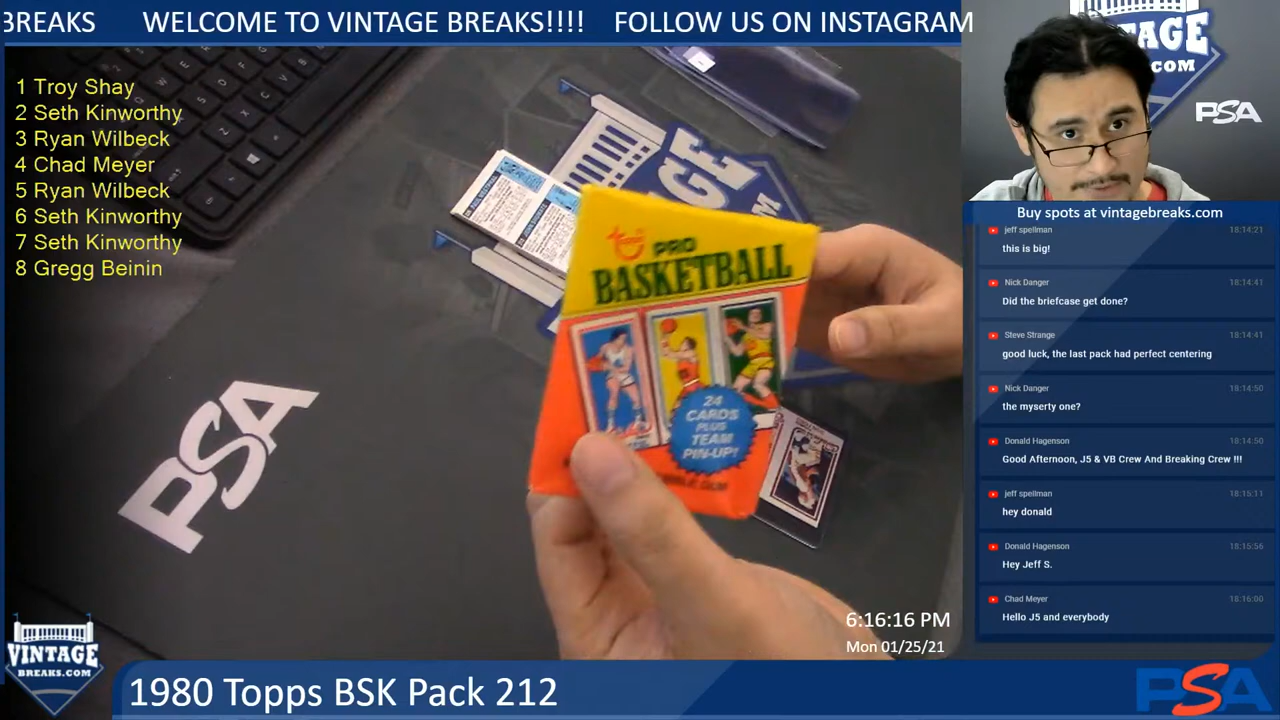 BREAKS WELCOME TO VINTAGE BREAKS!!!! FOLLOW US ON INSTAGRAM
1 Troy Shay
2 Seth Kinworthy
3 Ryan Wilbeck
4 Chad Meyer
5 Ryan Wilbeck
6 Seth Kinworthy
7 Seth Kinworthy
8 Gregg Beinin
PSA
topps
PRO
BASKETBALL
24
CARDS
PLUS
TEAM
PIN-UP!
6:16:16 PM
Mon 01/25/21
PSA
Buy spots at vintagebreaks.com
jeff spellman 18:14:21
this is big!
Nick Danger 18:14:41
Did the briefcase get done?
Steve Strange 18:14:41
good luck, the last pack had perfect centering
Nick Danger 18:14:50
the myserty one?
Donald Hagenson 18:14:50
Good Afternoon, J5 & VB Crew And Breaking Crew !!!
jeff spellman 18:15:11
hey donald
Donald Hagenson 18:15:56
Hey Jeff S.
Chad Meyer 18:16:00
Hello J5 and everybody
VINTAGE
BREAKS.COM
1980 Topps BSK Pack 212
PSA